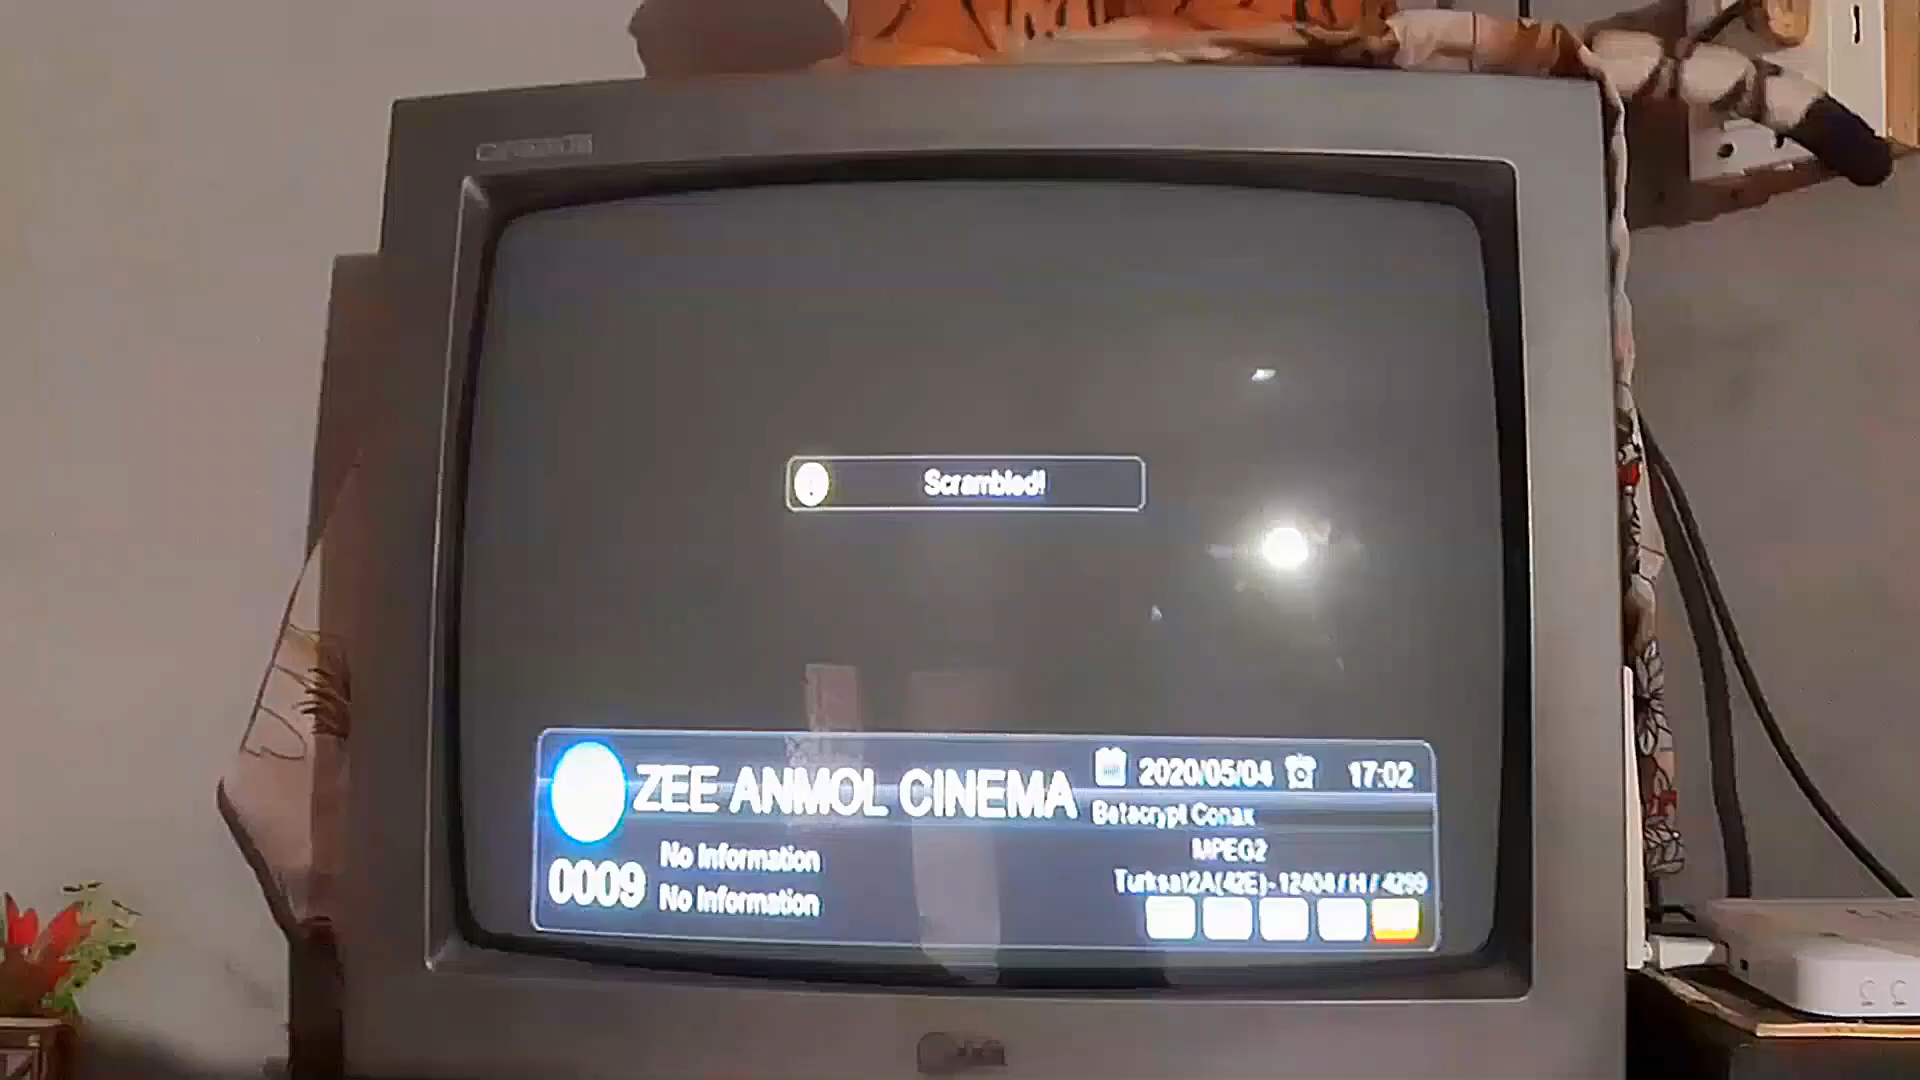 Scrambled!
ZEE ANMOL CINEMA
2020/05/04 17:02
Betacrypt Conax
MPEG2
0009
No Information
No Information
Turksat2A(42E)-12404 / H / 4299